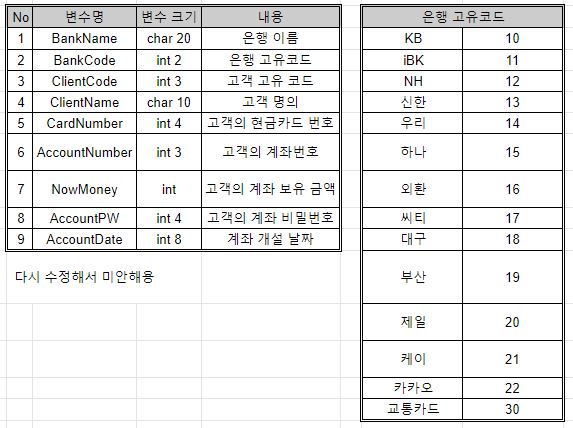 No 변수명 변수 크기 내용
1 BankName char 20 은행 이름
2 BankCode int 2 은행 고유코드
3 ClientCode int 3 고객 고유 코드
4 ClientName char 10 고객 명의
5 CardNumber int 4 고객의 현금카드 번호
6 AccountNumber int 3 고객의 계좌번호
7 NowMoney int 고객의 계좌 보유 금액
8 AccountPW int 4 고객의 계좌 비밀번호
9 AccountDate int 8 계좌 개설 날짜
다시 수정해서 미안해용
은행 고유코드
KB 10
iBK 11
NH 12
신한 13
우리 14
하나 15
외환 16
씨티 17
대구 18
부산 19
제일 20
케이 21
카카오 22
교통카드 30